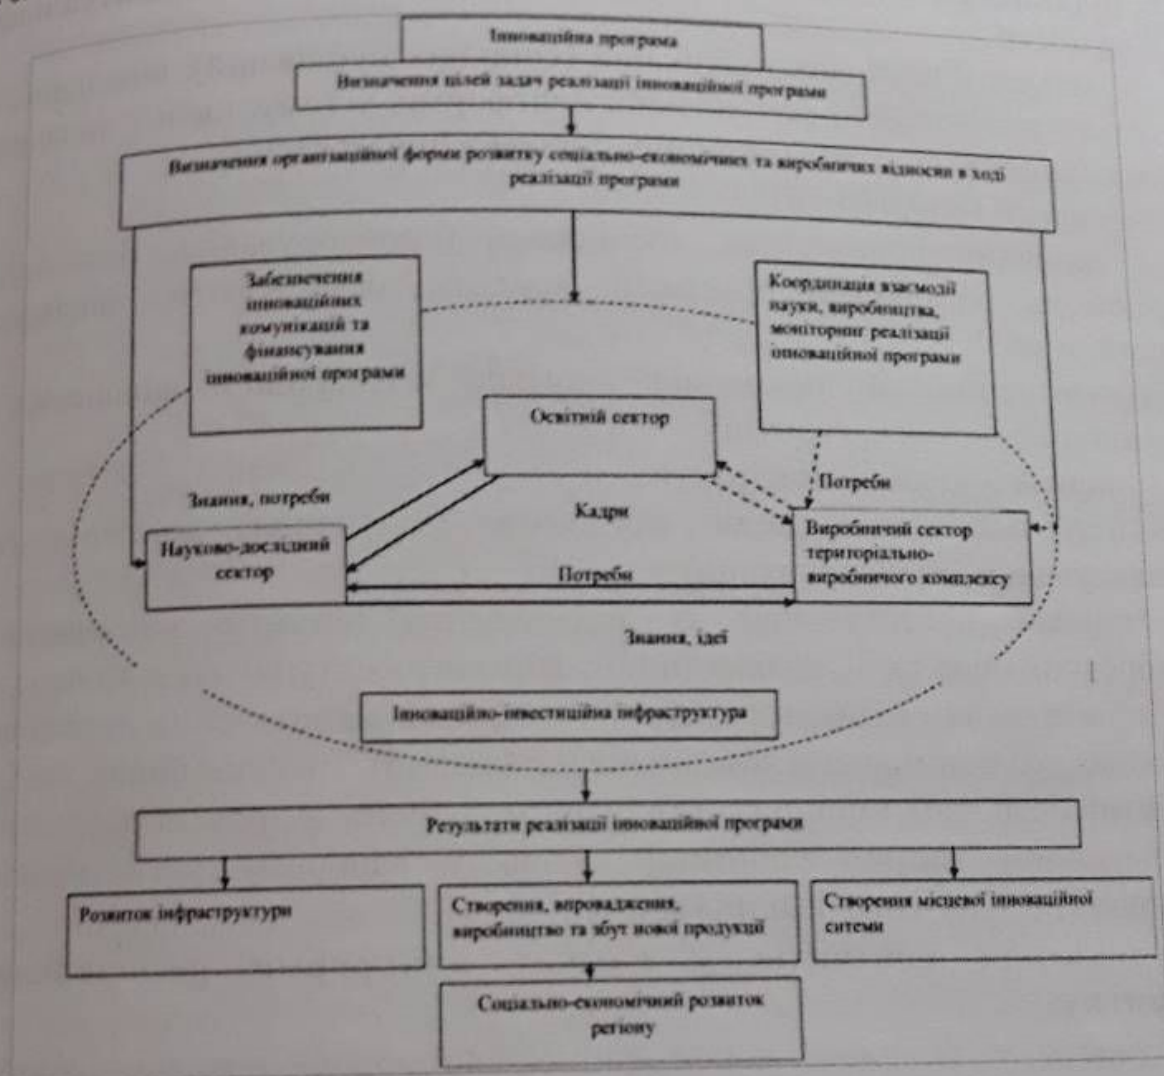 Інноваційна програма
Визначення цілей задач реалізації інноваційної програми
Визначення організаційної форми розвитку соціально-економічних та виробничих відносин в ході
реалізації програми
Забезпечення
інноваційних
комунікацій та
фінансування
інноваційної програми
Координація взаємодії
науки, виробництва,
моніторинг реалізації
інноваційної програми
Освітній сектор
Знання, потреби
Кадри
Потреби
Науково-дослідний
сектор
Потреби
Виробничий сектор
територіально-
виробничого комплексу
Знання, ідеї
Інноваційно-інвестиційна інфраструктура
Результати реалізації інноваційної програми
Розвиток інфраструктури
Створення, впровадження,
виробництво та збут нової продукції
Створення місцевої інноваційної
ситеми
Соціально-економічний розвиток
регіону